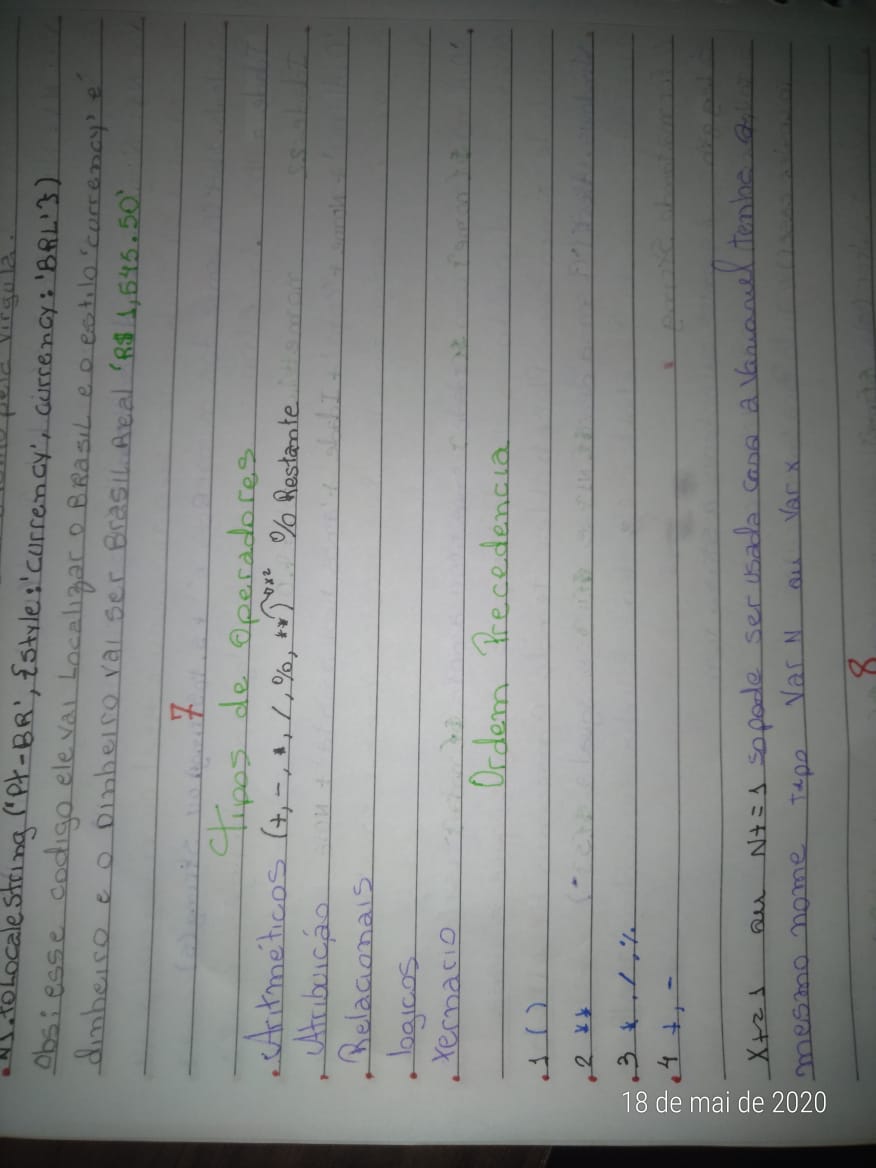 pela virgula.
N1.toLocaleString('Pt-BR', {style:'currency', currency:'BRL'})
Obs: esse codigo ele vai Localizar o BRasiL e o estilo 'currency' é
dinheiro e o Dinheiro vai ser Brasil Real 'R$ 1,545.50'
7
Tipos de Operadores
Aritméticos (+, -, *, /, %, **) % Restante
Atribuição
Relacionais
logicos
ternario
Ordem Precedencia
1 ()
2 **
3 *, /, %
4 +, -
X+=1 ou N+=1 so pode ser usada caso a Variavel tenha o
mesmo nome tipo Var N ou Var x
8
18 de mai de 2020